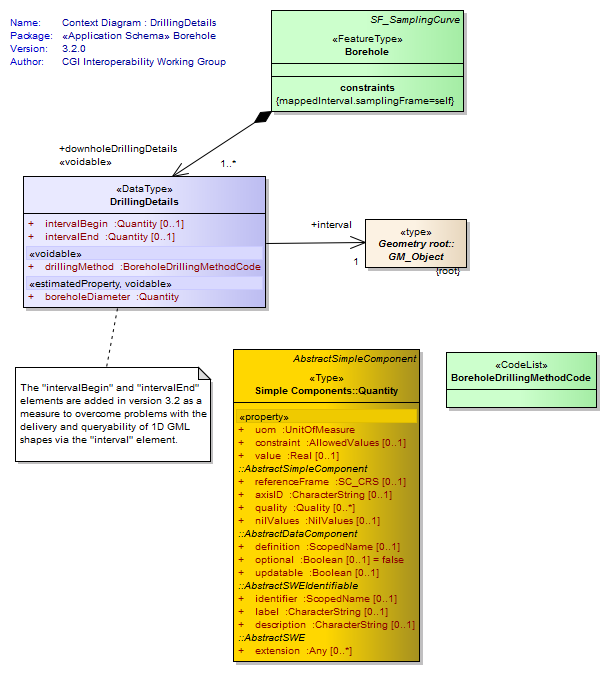 Name: Context Diagram : DrillingDetails
Package: «Application Schema» Borehole
Version: 3.2.0
Author: CGI Interoperability Working Group
SF_SamplingCurve
«FeatureType»
Borehole
constraints
{mappedInterval.samplingFrame=self}
+downholeDrillingDetails
«voidable»
1..*
«DataType»
DrillingDetails
+ intervalBegin :Quantity [0..1]
+ intervalEnd :Quantity [0..1]
«voidable»
+ drillingMethod :BoreholeDrillingMethodCode
«estimatedProperty, voidable»
+ boreholeDiameter :Quantity
+interval
1
«type»
Geometry root::
GM_Object
{root}
The "intervalBegin" and "intervalEnd"
elements are added in version 3.2 as a
measure to overcome problems with the
delivery and queryability of 1D GML
shapes via the "interval" element.
AbstractSimpleComponent
«Type»
Simple Components::Quantity
«property»
+ uom :UnitOfMeasure
+ constraint :AllowedValues [0..1]
+ value :Real [0..1]
::AbstractSimpleComponent
+ referenceFrame :SC_CRS [0..1]
+ axisID :CharacterString [0..1]
+ quality :Quality [0..*]
+ nilValues :NilValues [0..1]
::AbstractDataComponent
+ definition :ScopedName [0..1]
+ optional :Boolean [0..1] = false
+ updatable :Boolean [0..1]
::AbstractSWEIdentifiable
+ identifier :ScopedName [0..1]
+ label :CharacterString [0..1]
+ description :CharacterString [0..1]
::AbstractSWE
+ extension :Any [0..*]
«CodeList»
BoreholeDrillingMethodCode